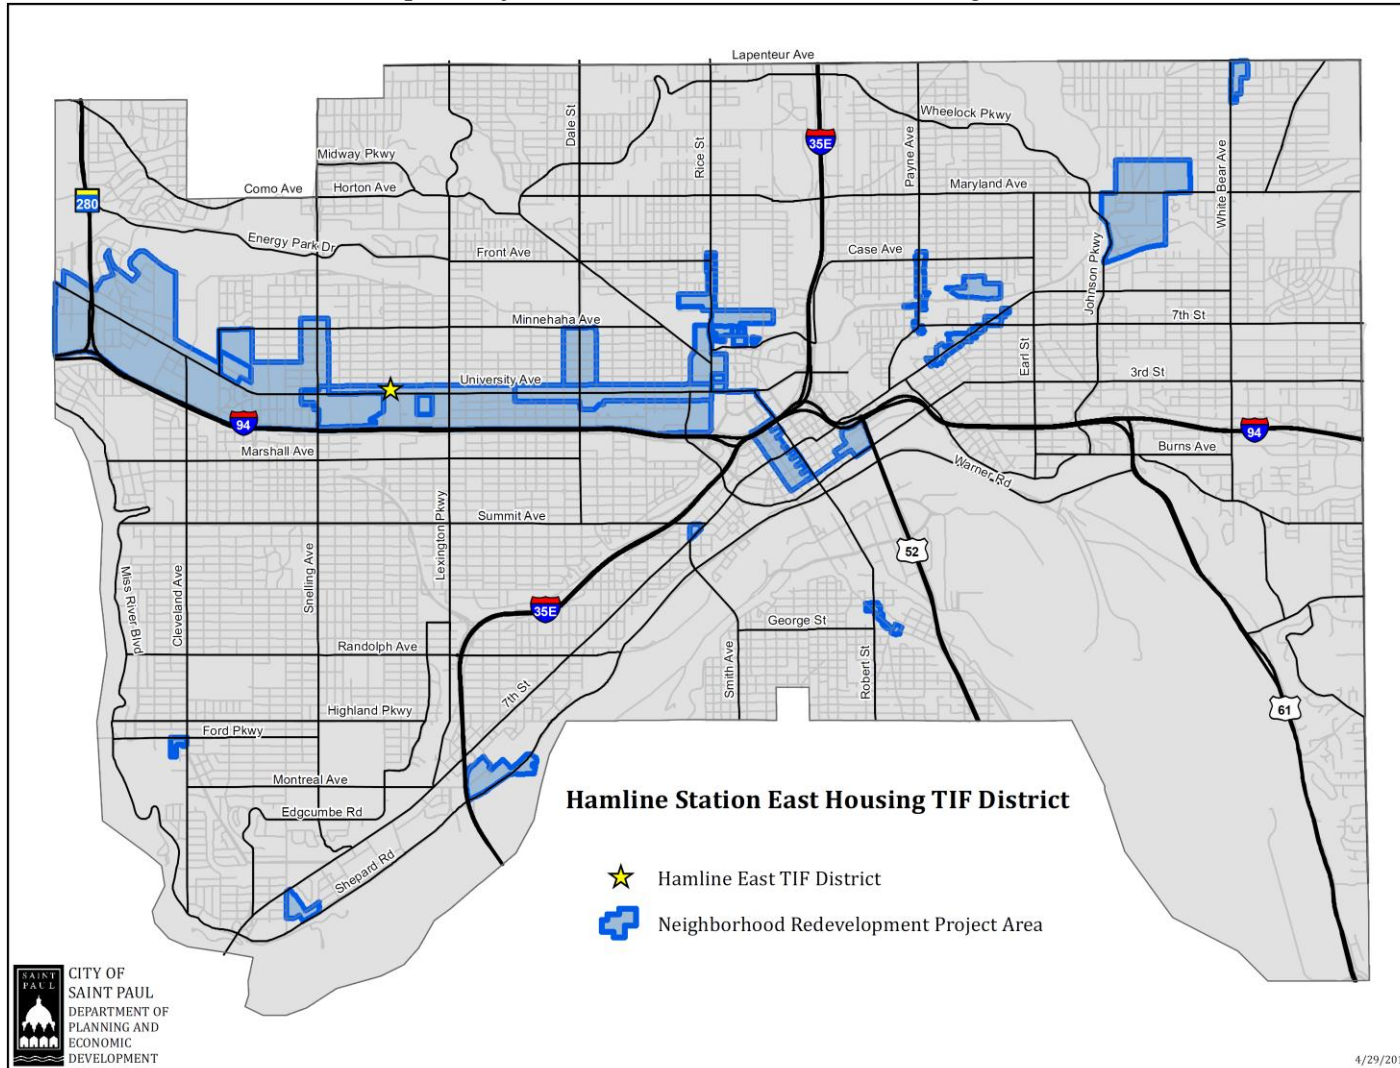 Lapenteur Ave
Wheelock Pkwy
Dale St
Rice St
35E
Payne Ave
White Bear Ave
Midway Pkwy
Como Ave
Horton Ave
Maryland Ave
280
Energy Park Dr
Front Ave
Case Ave
Johnson Pkwy
Minnehaha Ave
7th St
Earl St
University Ave
3rd St
94
94
Marshall Ave
Burns Ave
Warner Rd
Lexington Pkwy
Summit Ave
52
Miss River Blvd
Cleveland Ave
Snelling Ave
35E
George St
Randolph Ave
Smith Ave
Robert St
7th St
Highland Pkwy
61
Ford Pkwy
Montreal Ave
Edgcumbe Rd
Shepard Rd
Hamline Station East Housing TIF District
Hamline East TIF District
Neighborhood Redevelopment Project Area
SAINT
PAUL
CITY OF
SAINT PAUL
DEPARTMENT OF
PLANNING AND
ECONOMIC
DEVELOPMENT
4/29/201